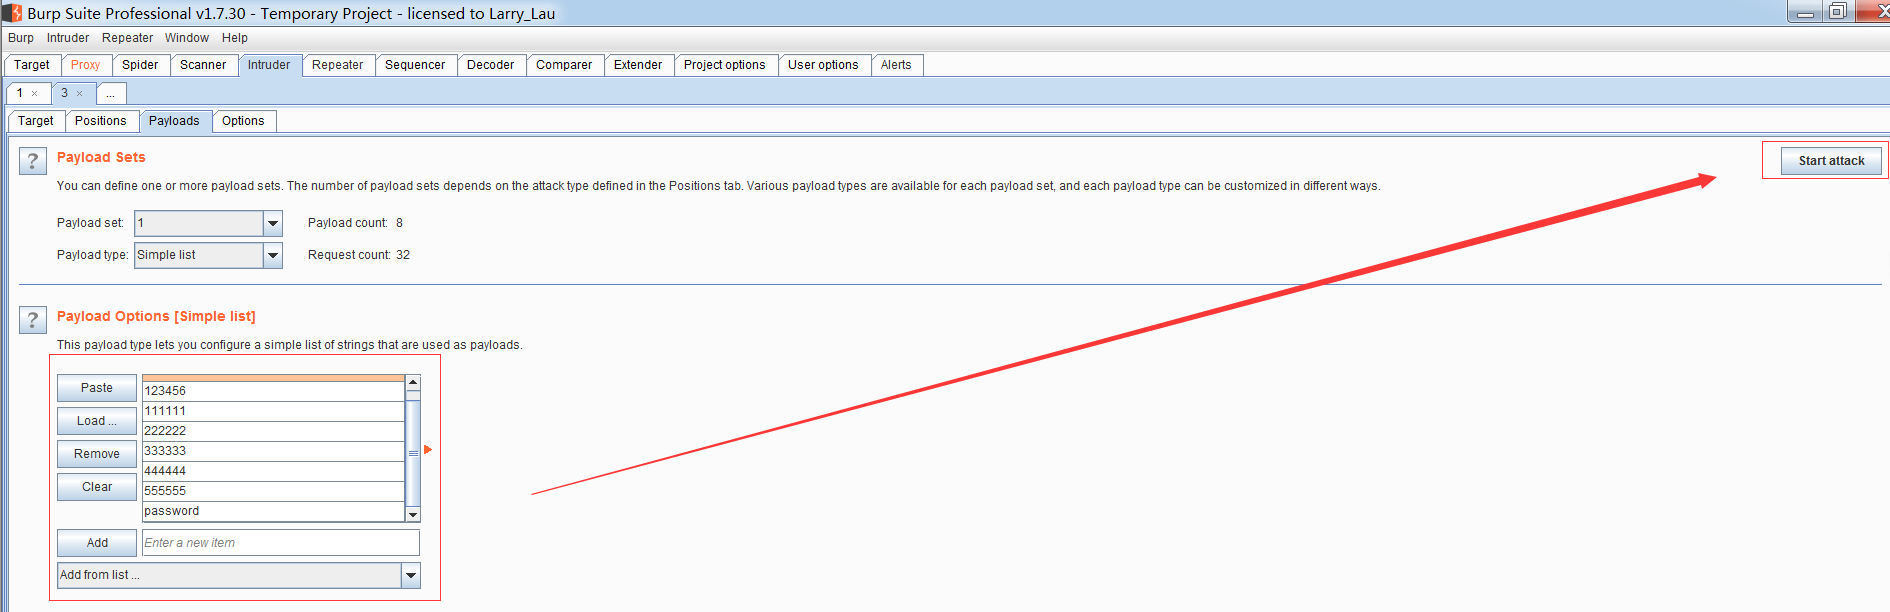 Burp Suite Professional v1.7.30 - Temporary Project - licensed to Larry_Lau
Burp Intruder Repeater Window Help
Target Proxy Spider Scanner Intruder Repeater Sequencer Decoder Comparer Extender Project options User options Alerts
1 × 3 × ...
Target Positions Payloads Options
? Payload Sets
Start attack
You can define one or more payload sets. The number of payload sets depends on the attack type defined in the Positions tab. Various payload types are available for each payload set, and each payload type can be customized in different ways.
Payload set: 1 Payload count: 8
Payload type: Simple list Request count: 32
? Payload Options [Simple list]
This payload type lets you configure a simple list of strings that are used as payloads.
Paste
Load ...
Remove
Clear
123456
111111
222222
333333
444444
555555
password
Add Enter a new item
Add from list ...